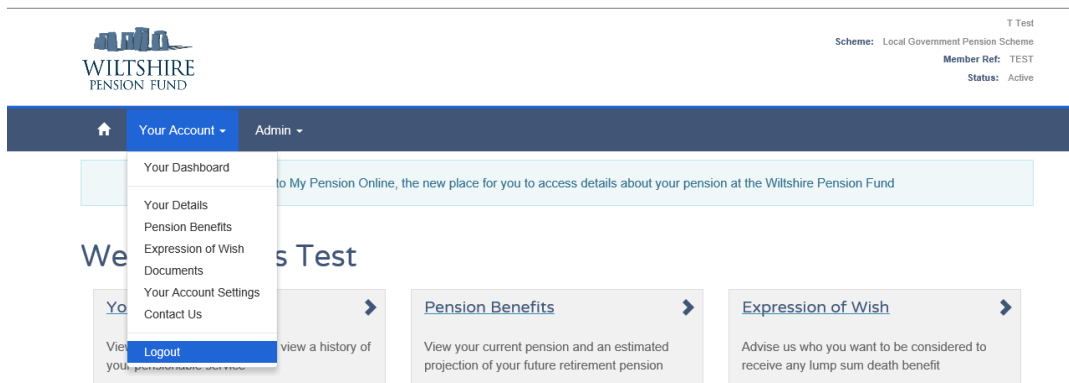 T Test
Scheme: Local Government Pension Scheme
Member Ref: TEST
Status: Active
WILTSHIRE
PENSION FUND
Your Account
Admin
Your Dashboard
Your Details
Pension Benefits
Expression of Wish
Documents
Your Account Settings
Contact Us
Logout
to My Pension Online, the new place for you to access details about your pension at the Wiltshire Pension Fund
We s Test
Yo
view a history of
your pensionable service
Pension Benefits
View your current pension and an estimated
projection of your future retirement pension
Expression of Wish
Advise us who you want to be considered to
receive any lump sum death benefit